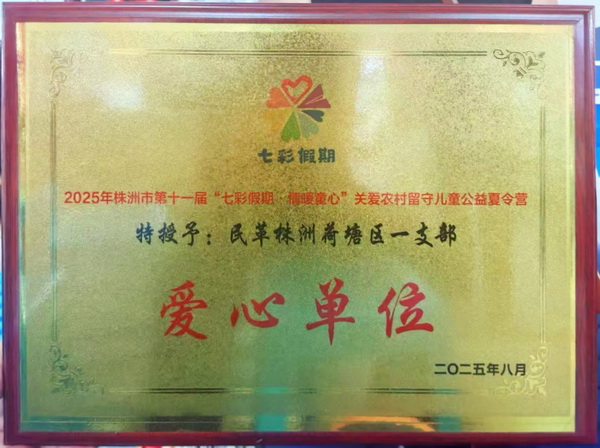 七彩假期
2025年株洲市第十一届“七彩假期·情暖童心”关爱农村留守儿童公益夏令营
特授予：民革株洲荷塘区一支部
爱心单位
二〇二五年八月